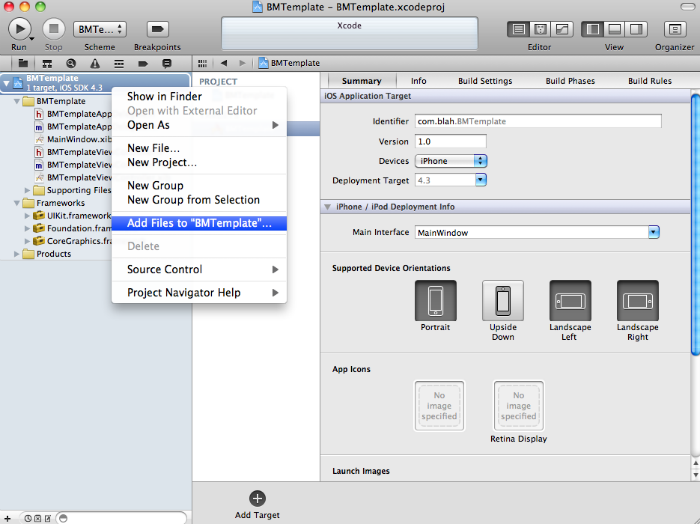 BMTemplate – BMTemplate.xcodeproj
Xcode
BMTe...
Run
Stop
Scheme
Breakpoints
Editor
View
Organizer
BMTemplate
BMTemplate
1 target, iOS SDK 4.3
BMTemplate
BMTemplateApp
BMTemplateApp
MainWindow.xib
BMTemplateView
BMTemplateView
Supporting Files
Frameworks
UIKit.framework
Foundation.fram
CoreGraphics.fra
Products
Show in Finder
Open with External Editor
Open As
New File...
New Project...
New Group
New Group from Selection
Add Files to "BMTemplate"...
Delete
Source Control
Project Navigator Help
PROJECT
Summary
Info
Build Settings
Build Phases
Build Rules
iOS Application Target
Identifier
com.blah.BMTemplate
Version
1.0
Devices
iPhone
Deployment Target
4.3
iPhone / iPod Deployment Info
Main Interface
MainWindow
Supported Device Orientations
Portrait
Upside
Down
Landscape
Left
Landscape
Right
App Icons
No
image
specified
No
image
specified
Retina Display
Launch Images
Add Target